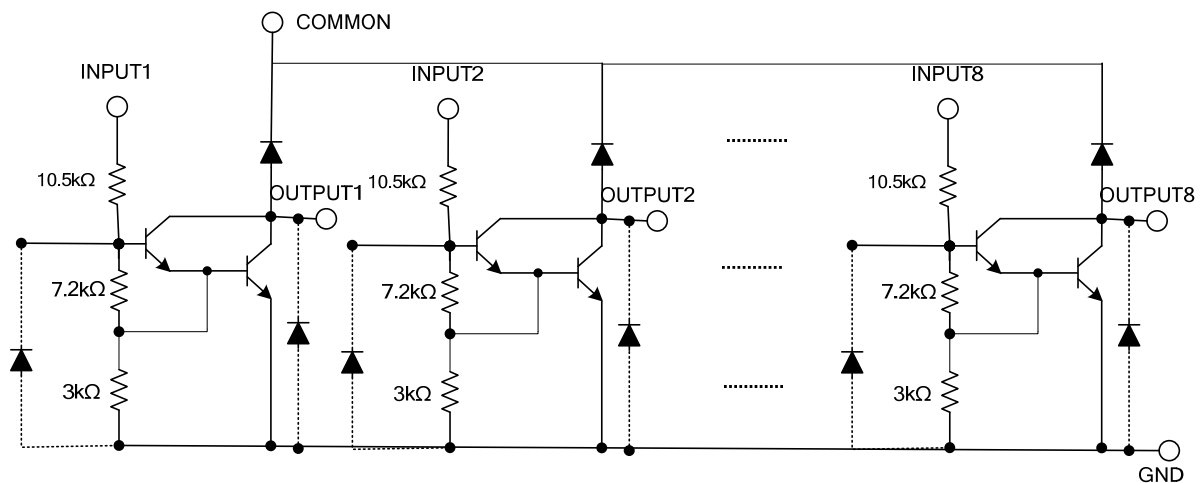 COMMON
INPUT1
INPUT2
INPUT8
10.5kΩ
OUTPUT1
10.5kΩ
OUTPUT2
10.5kΩ
OUTPUT8
7.2kΩ
7.2kΩ
7.2kΩ
3kΩ
3kΩ
3kΩ
GND